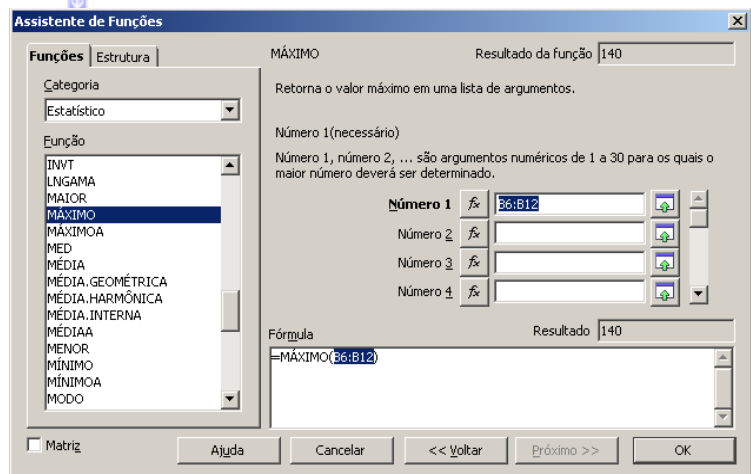 Assistente de Funções
Funções Estrutura
MÁXIMO Resultado da função 140
Categoria
Estatístico
Retorna o valor máximo em uma lista de argumentos.
Função
INVT
LNGAMA
MAIOR
MÁXIMO
MÁXIMOA
MED
MÉDIA
MÉDIA.GEOMÉTRICA
MÉDIA.HARMÔNICA
MÉDIA.INTERNA
MÉDIAA
MENOR
MÍNIMO
MÍNIMOA
MODO
Número 1(necessário)
Número 1, número 2, ... são argumentos numéricos de 1 a 30 para os quais o
maior número deverá ser determinado.
Número 1 fx B6:B12
Número 2 fx
Número 3 fx
Número 4 fx
Fórmula Resultado 140
=MÁXIMO(B6:B12)
Matriz Ajuda Cancelar << Voltar Próximo >> OK